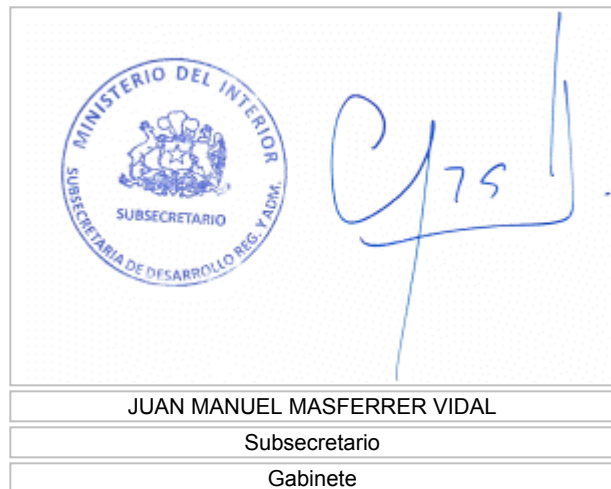 MINISTERIO DEL INTERIOR
SUBSECRETARIO
SUBSECRETARIA DE DESARROLLO REG. Y ADM.
JUAN MANUEL MASFERRER VIDAL
Subsecretario
Gabinete